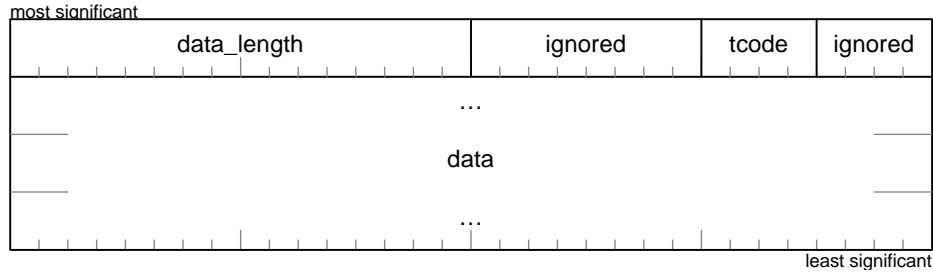 most significant
data_length ignored tcode ignored
...
data
...
least significant